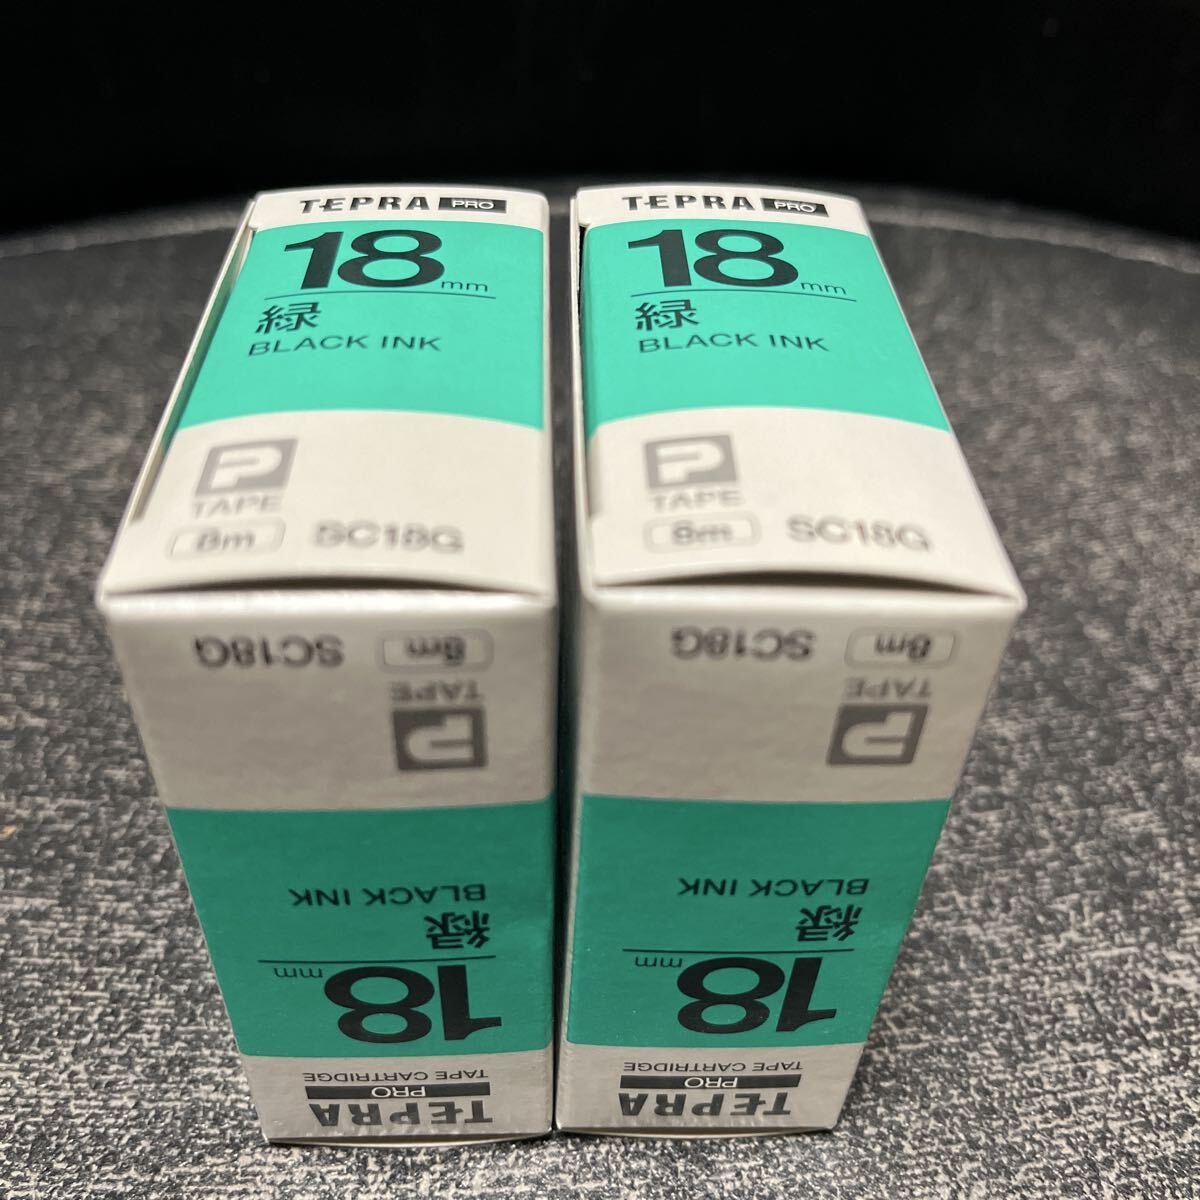 TEPRA PRO
18mm
緑
BLACK INK
TAPE
8m SC18G
TEPRA PRO
18mm
緑
BLACK INK
TAPE
8m SC18G
TEPRA
PRO
TAPE CARTRIDGE
18mm
緑
BLACK INK
TAPE
8m SC18G
TEPRA
PRO
TAPE CARTRIDGE
18mm
緑
BLACK INK
TAPE
8m SC18G